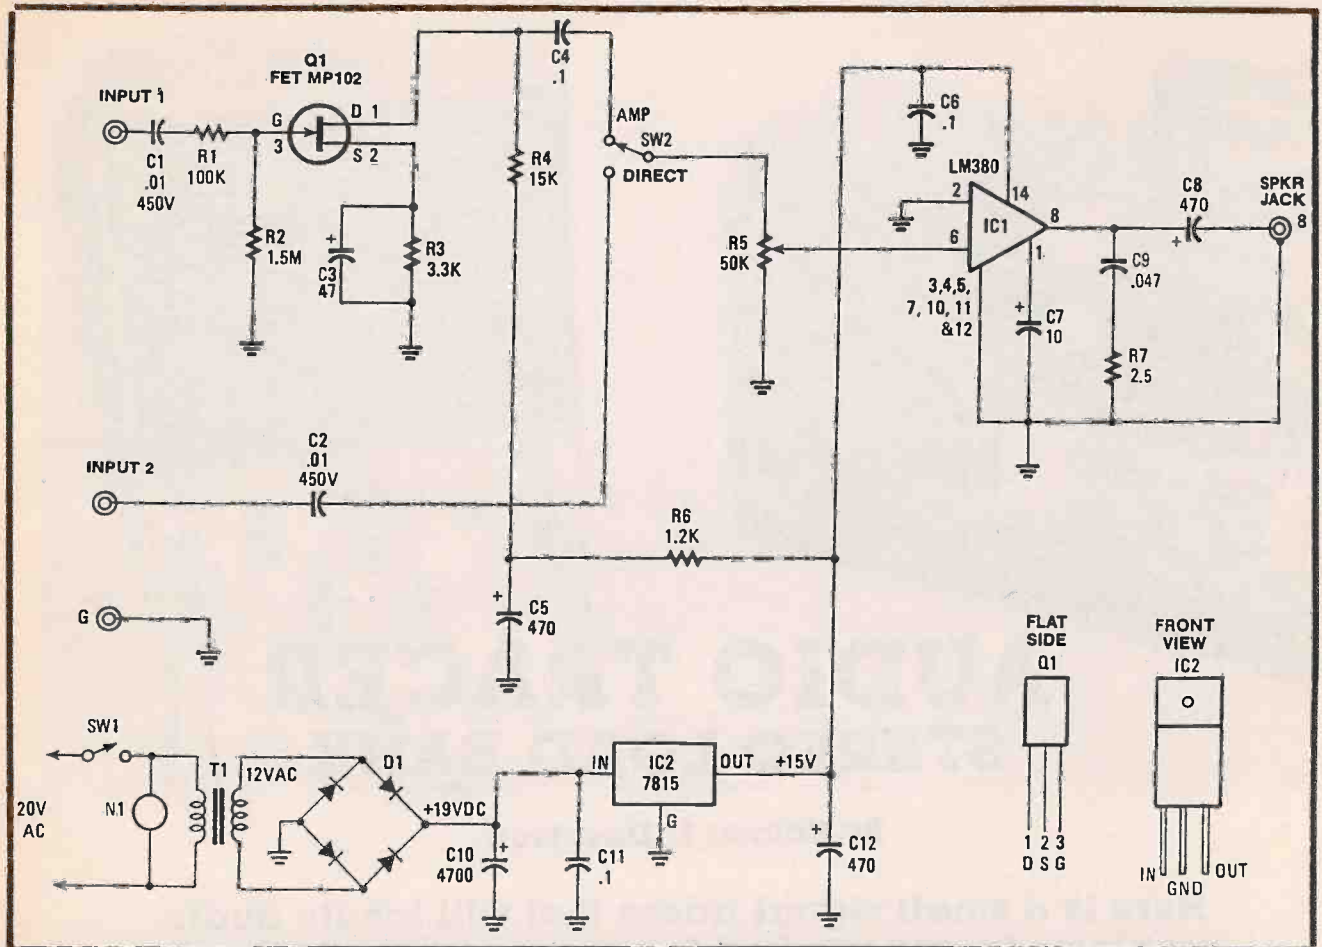 Q1
FET MP102
INPUT 1
C1
.01
450V
R1
100K
G
3
D 1
S 2
R2
1.5M
+
C3
47
R3
3.3K
R4
15K
C4
.1
AMP
SW2
DIRECT
R5
50K
C6
.1
LM380
2
14
IC1
6
8
1
3,4,5,
7, 10, 11
&12
+
C7
10
C9
.047
R7
2.5
C8
470
+
SPKR
JACK
8
INPUT 2
C2
.01
450V
R6
1.2K
+
C5
470
G
SW1
20V
AC
N1
T1
12VAC
D1
+19VDC
+
C10
4700
C11
.1
IN
IC2
7815
OUT
G
+15V
+
C12
470
FLAT
SIDE
Q1
1 2 3
D S G
FRONT
VIEW
IC2
IN
GND
OUT